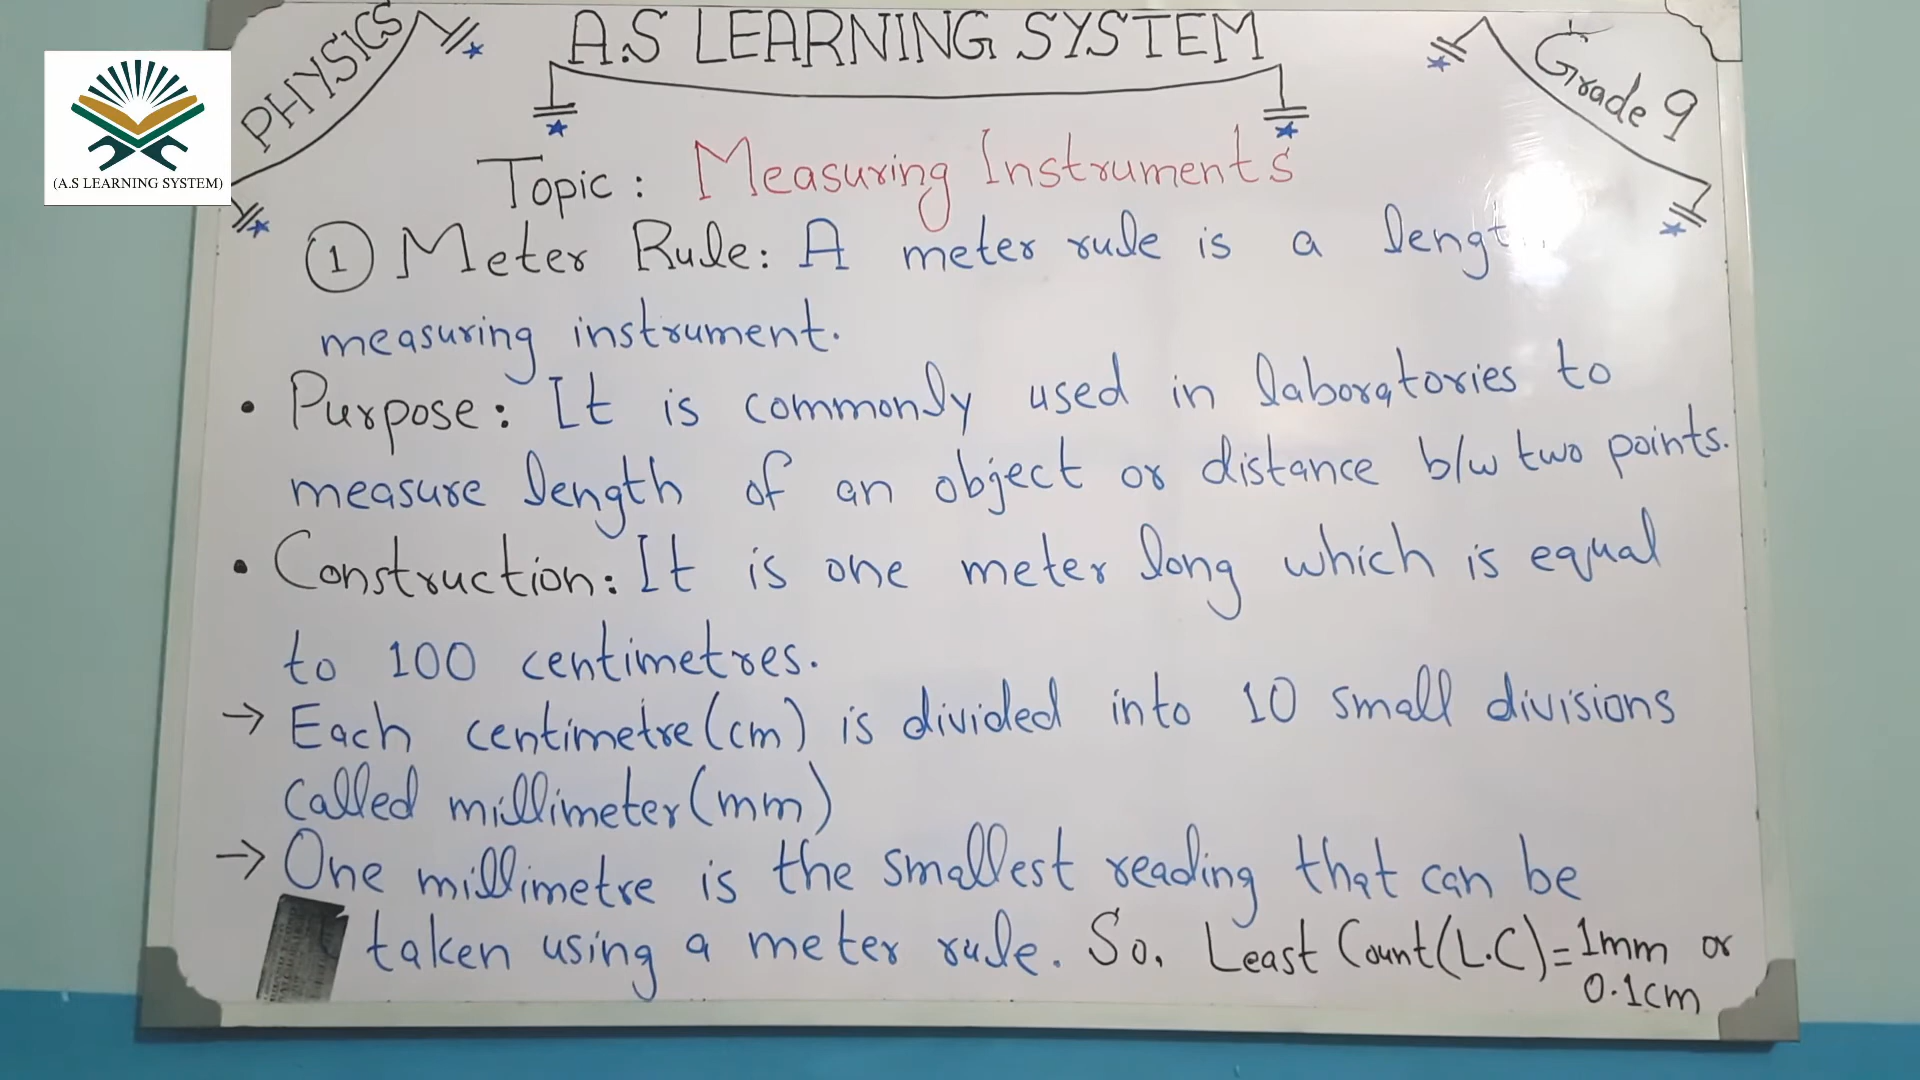 PHYSICS
A.S LEARNING SYSTEM
Grade 9
(A.S LEARNING SYSTEM)
Topic: Measuring Instruments
1 Meter Rule: A meter rule is a lengt
measuring instrument.
• Purpose: It is commonly used in laboratories to
measure length of an object or distance b/w two points.
• Construction: It is one meter long which is equal
to 100 centimetres.
→ Each centimetre(cm) is divided into 10 small divisions
called millimeter(mm)
→ One millimetre is the smallest reading that can be
taken using a meter rule. So, Least Count(L.C)=1mm or
0.1cm